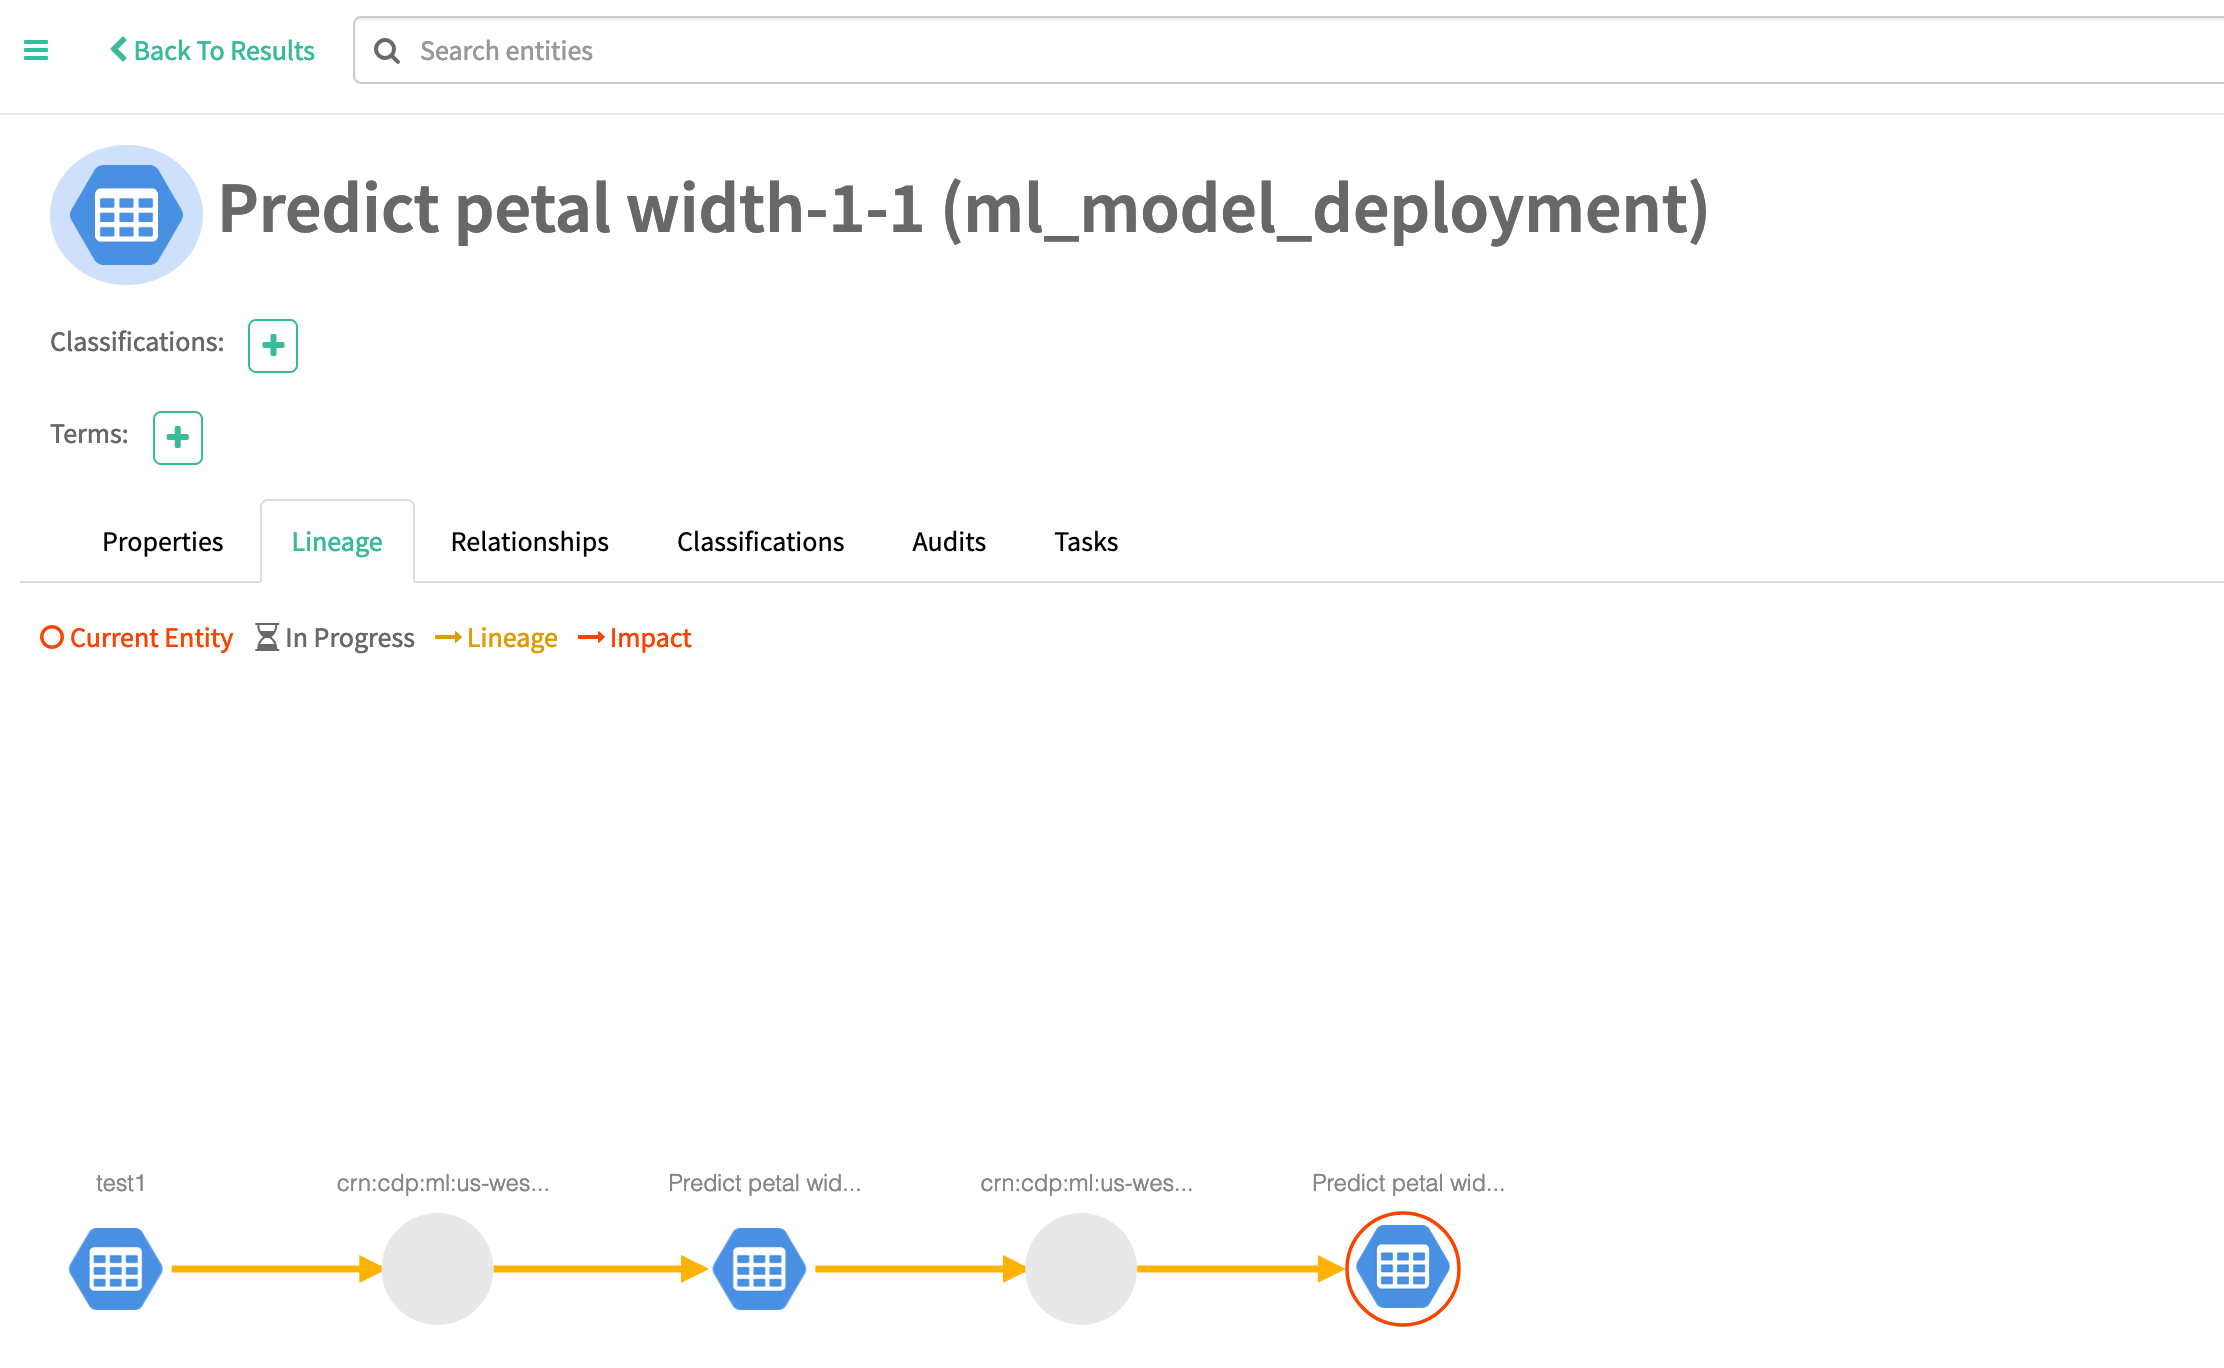 Back To Results
Search entities
Predict petal width-1-1 (ml_model_deployment)
Classifications:
Terms:
Properties Lineage Relationships Classifications Audits Tasks
Current Entity In Progress Lineage Impact
test1 crn:cdp:ml:us-wes... Predict petal wid... crn:cdp:ml:us-wes... Predict petal wid...